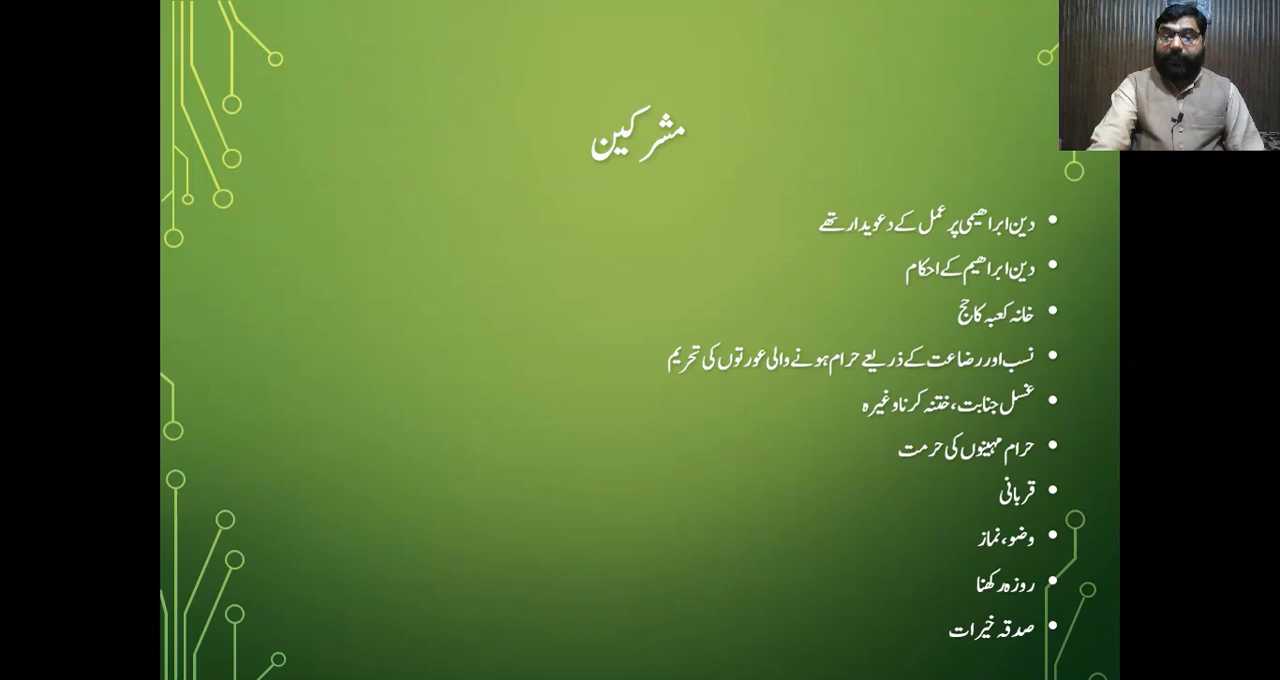 مشرکین
دین ابراھیمی پر عمل کے دعویدار تھے
دین ابراھیم کے احکام
خانہ کعبہ کا حج
نسب اور رضاعت کے ذریعے حرام ہونے والی عورتوں کی تحریم
غسل جنابت، ختنہ کرنا وغیرہ
حرام مہینوں کی حرمت
قربانی
وضو، نماز
روزہ رکھنا
صدقہ خیرات